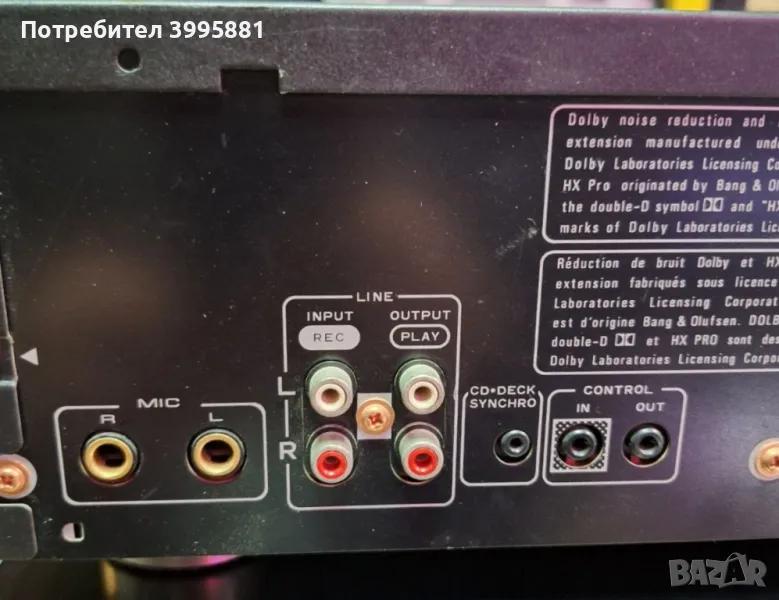 Потребител 3995881
Dolby noise reduction and
extension manufactured und
Dolby Laboratories Licensing Co
HX Pro originated by Bang & Ol
the double-D symbol and "HX
marks of Dolby Laboratories Lic
Réduction de bruit Dolby et HX
extension fabriqués sous licence
Laboratories Licensing Corporat
est d'origine Bang & Olufsen. DOLB
double-D et HX PRO sont des
Dolby Laboratories Licensing Corpo
LINE
INPUT OUTPUT
REC PLAY
CD•DECK
SYNCHRO
CONTROL
IN OUT
MIC
R L
L
R
BAZAR